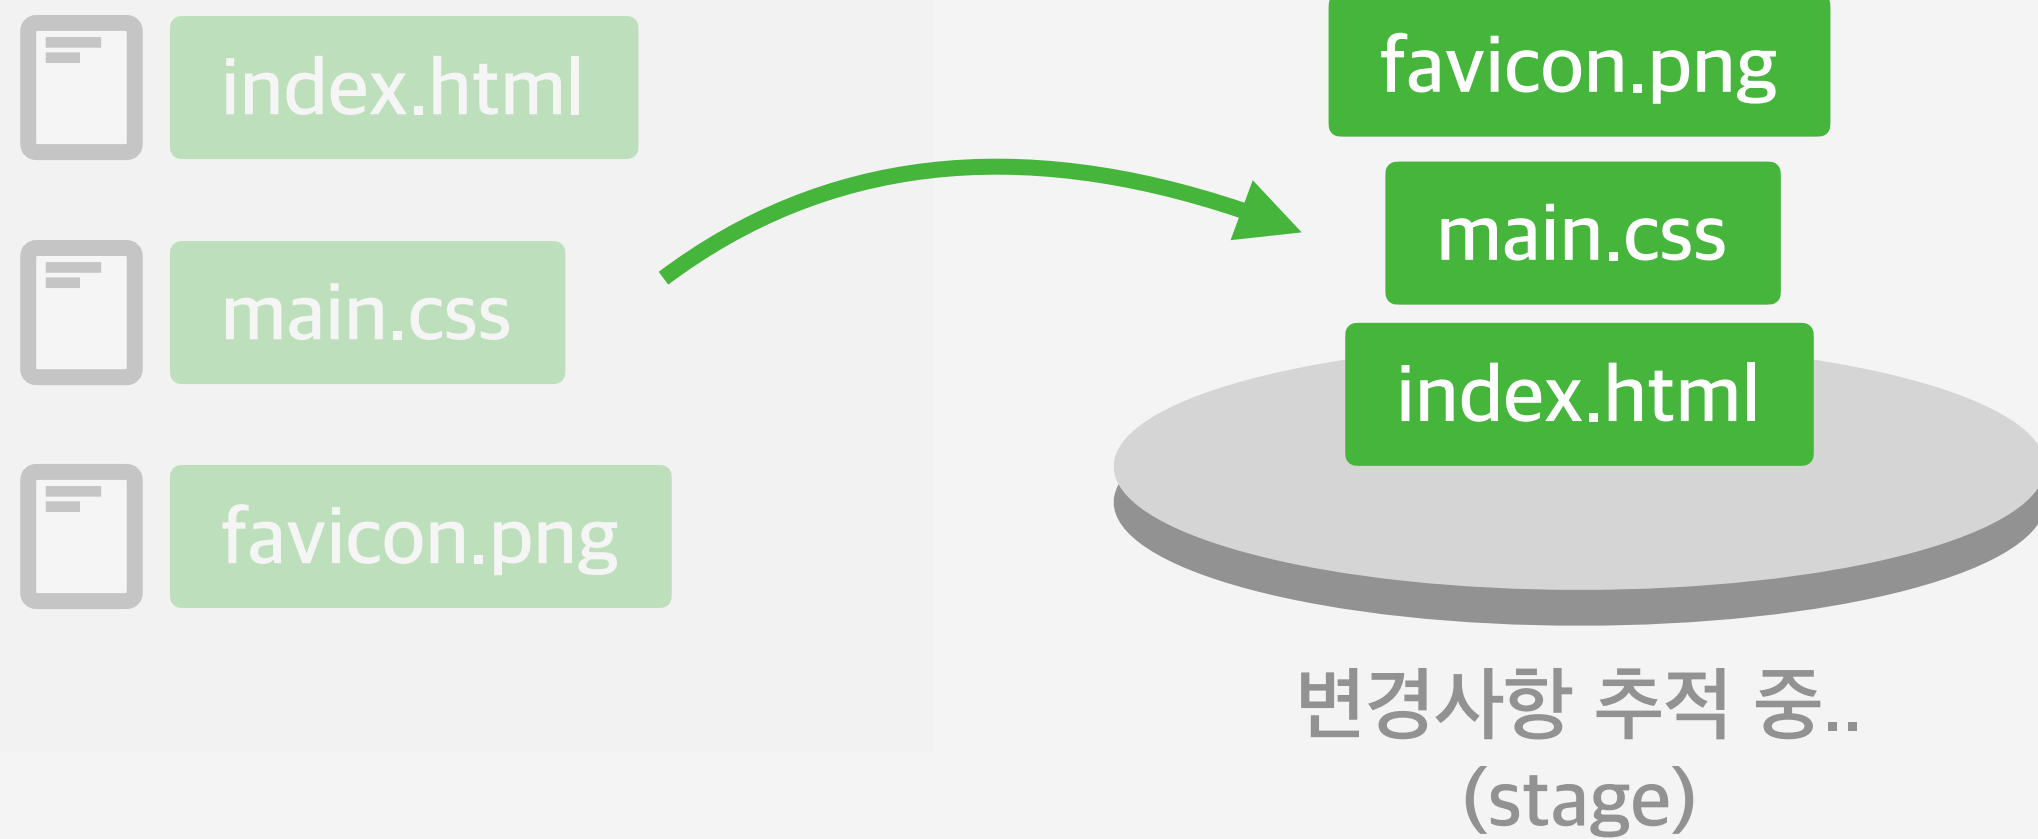 index.html
main.css
favicon.png
favicon.png
main.css
index.html
변경사항 추적 중..
(stage)